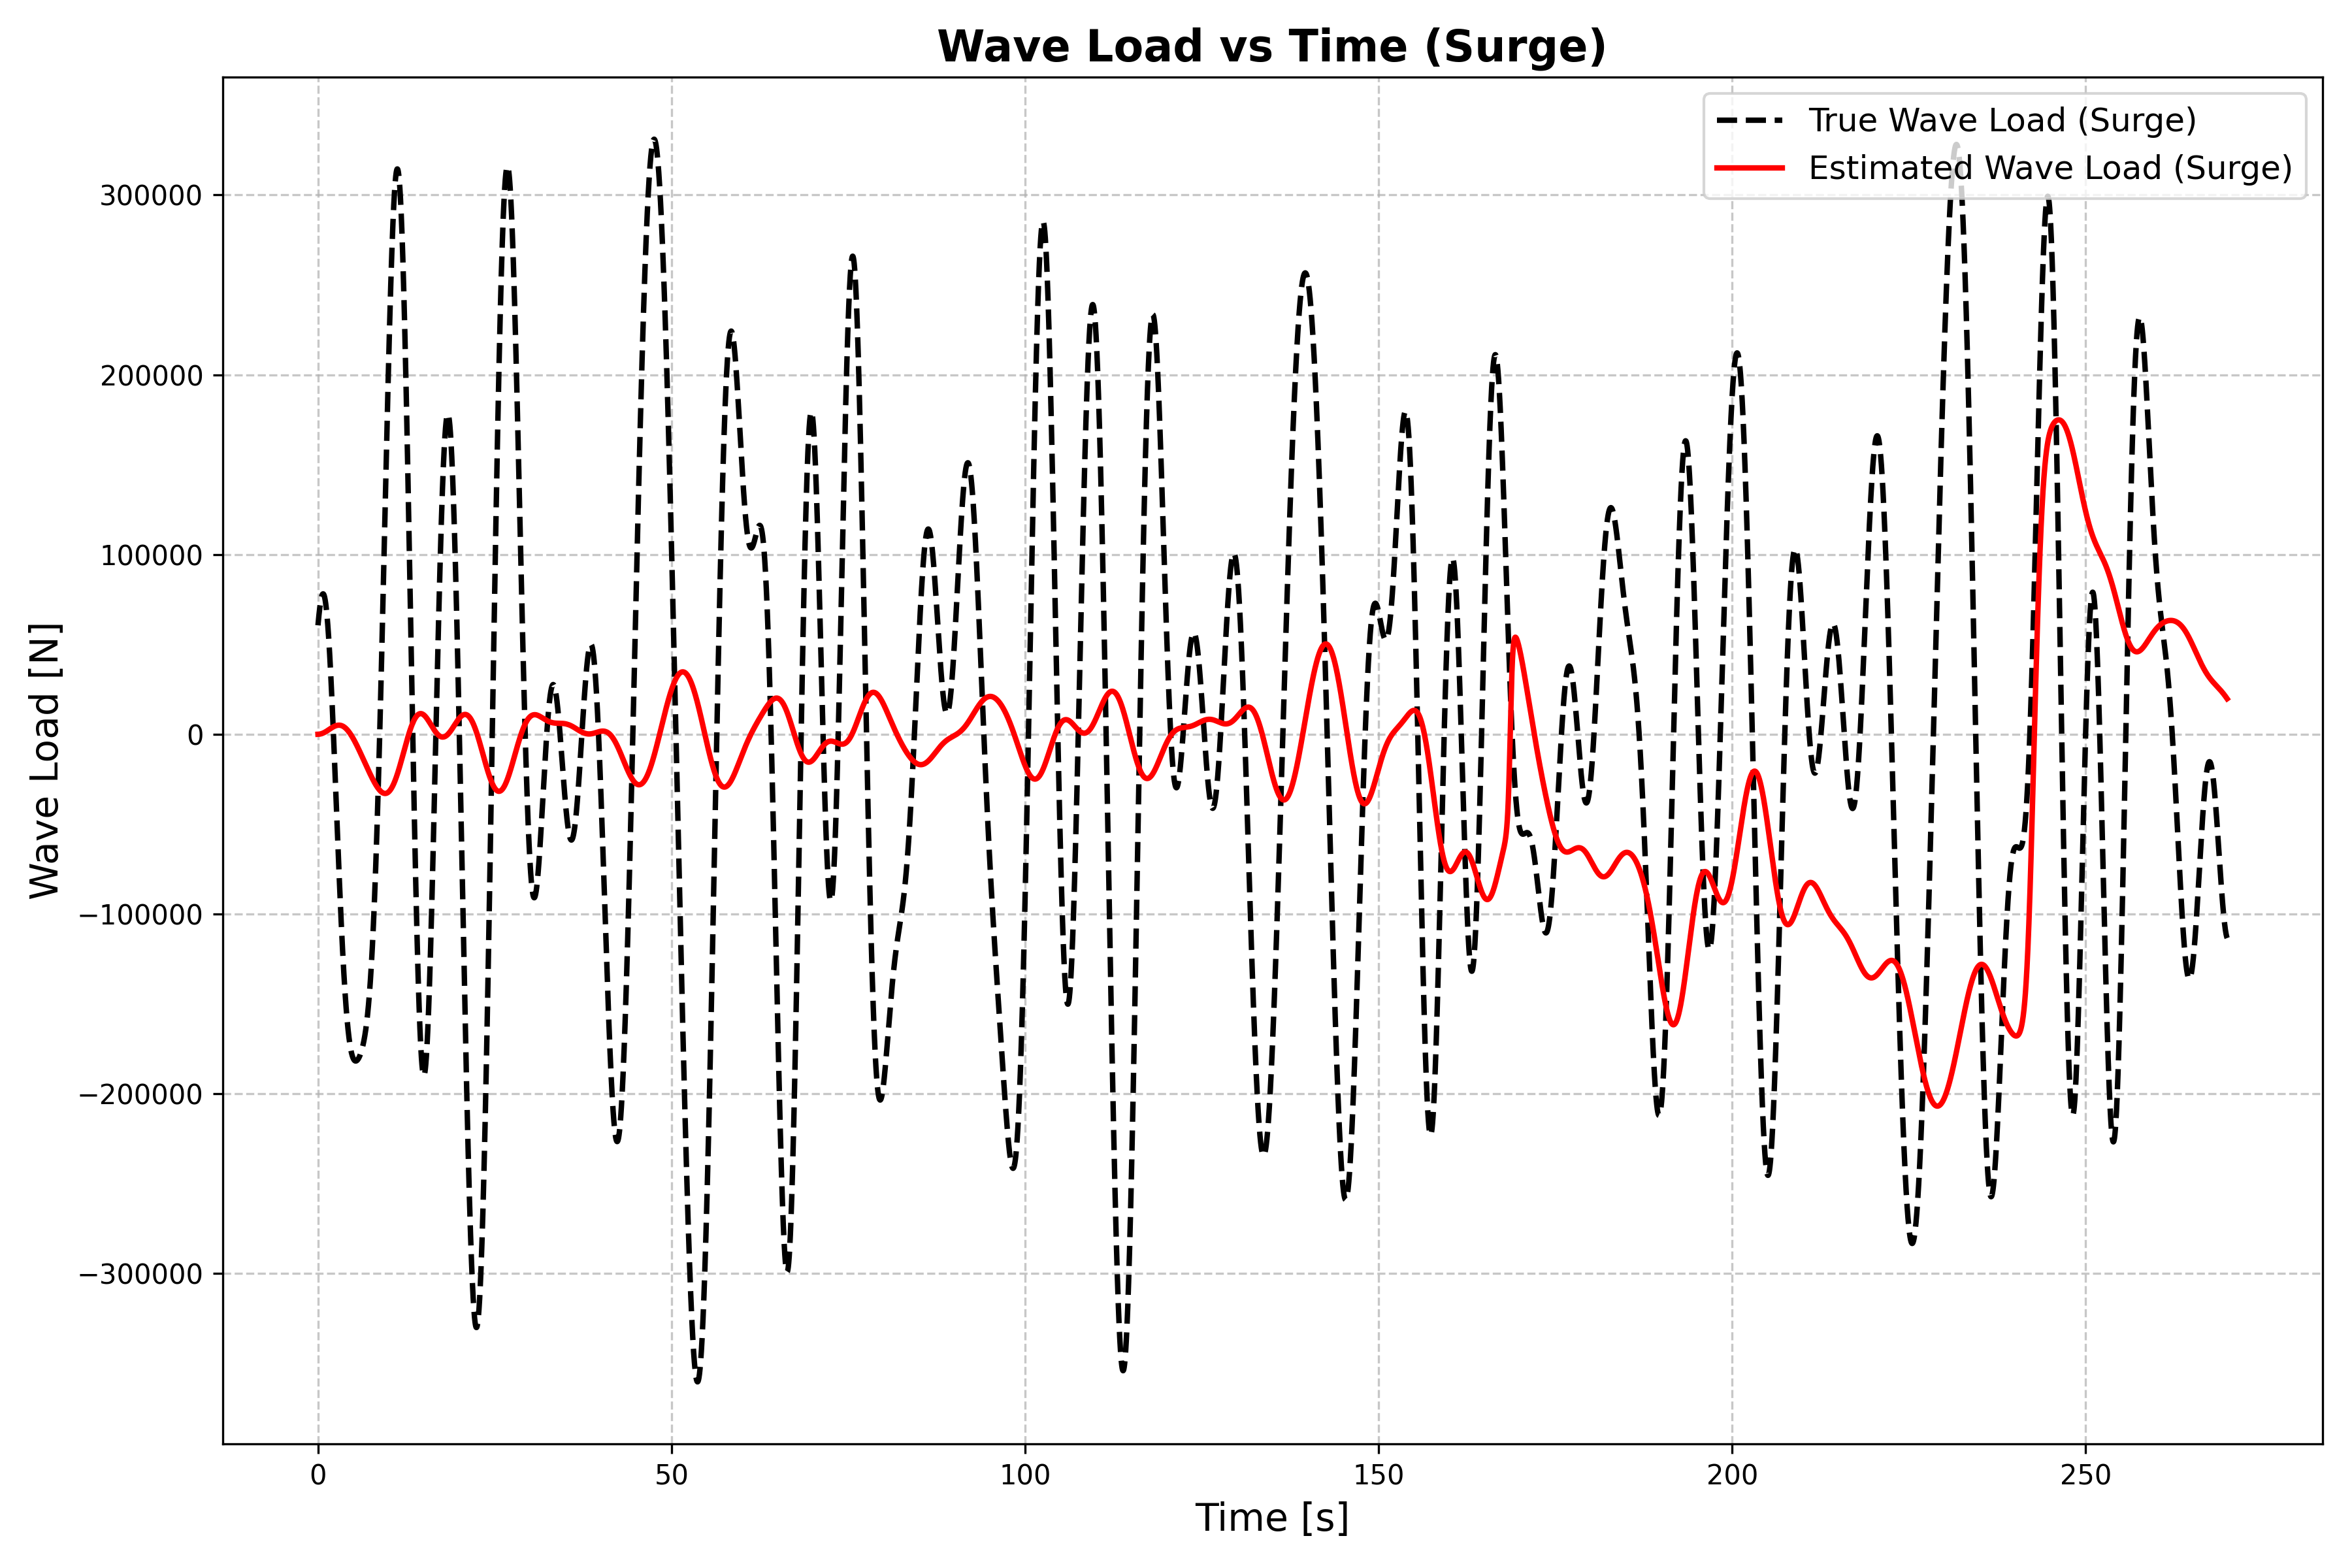 Wave Load vs Time (Surge)
True Wave Load (Surge)
Estimated Wave Load (Surge)
Wave Load [N]
300000
200000
100000
0
−100000
−200000
−300000
0
50
100
150
200
250
Time [s]